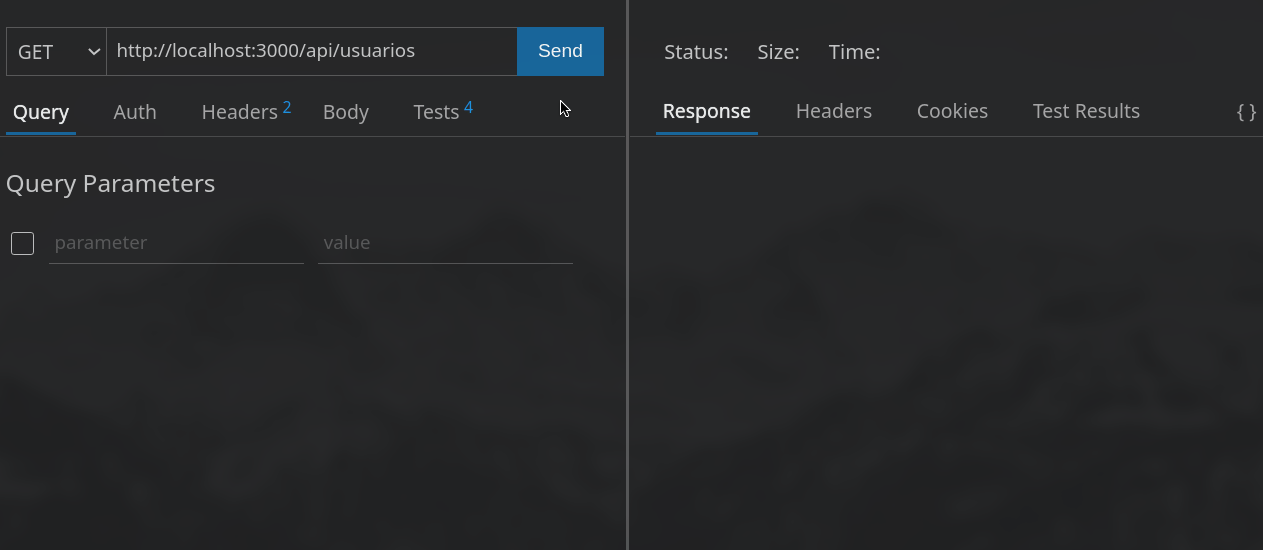 GET http://localhost:3000/api/usuarios Send
Query Auth Headers 2 Body Tests 4
Query Parameters
parameter value
Status: Size: Time:
Response Headers Cookies Test Results { }